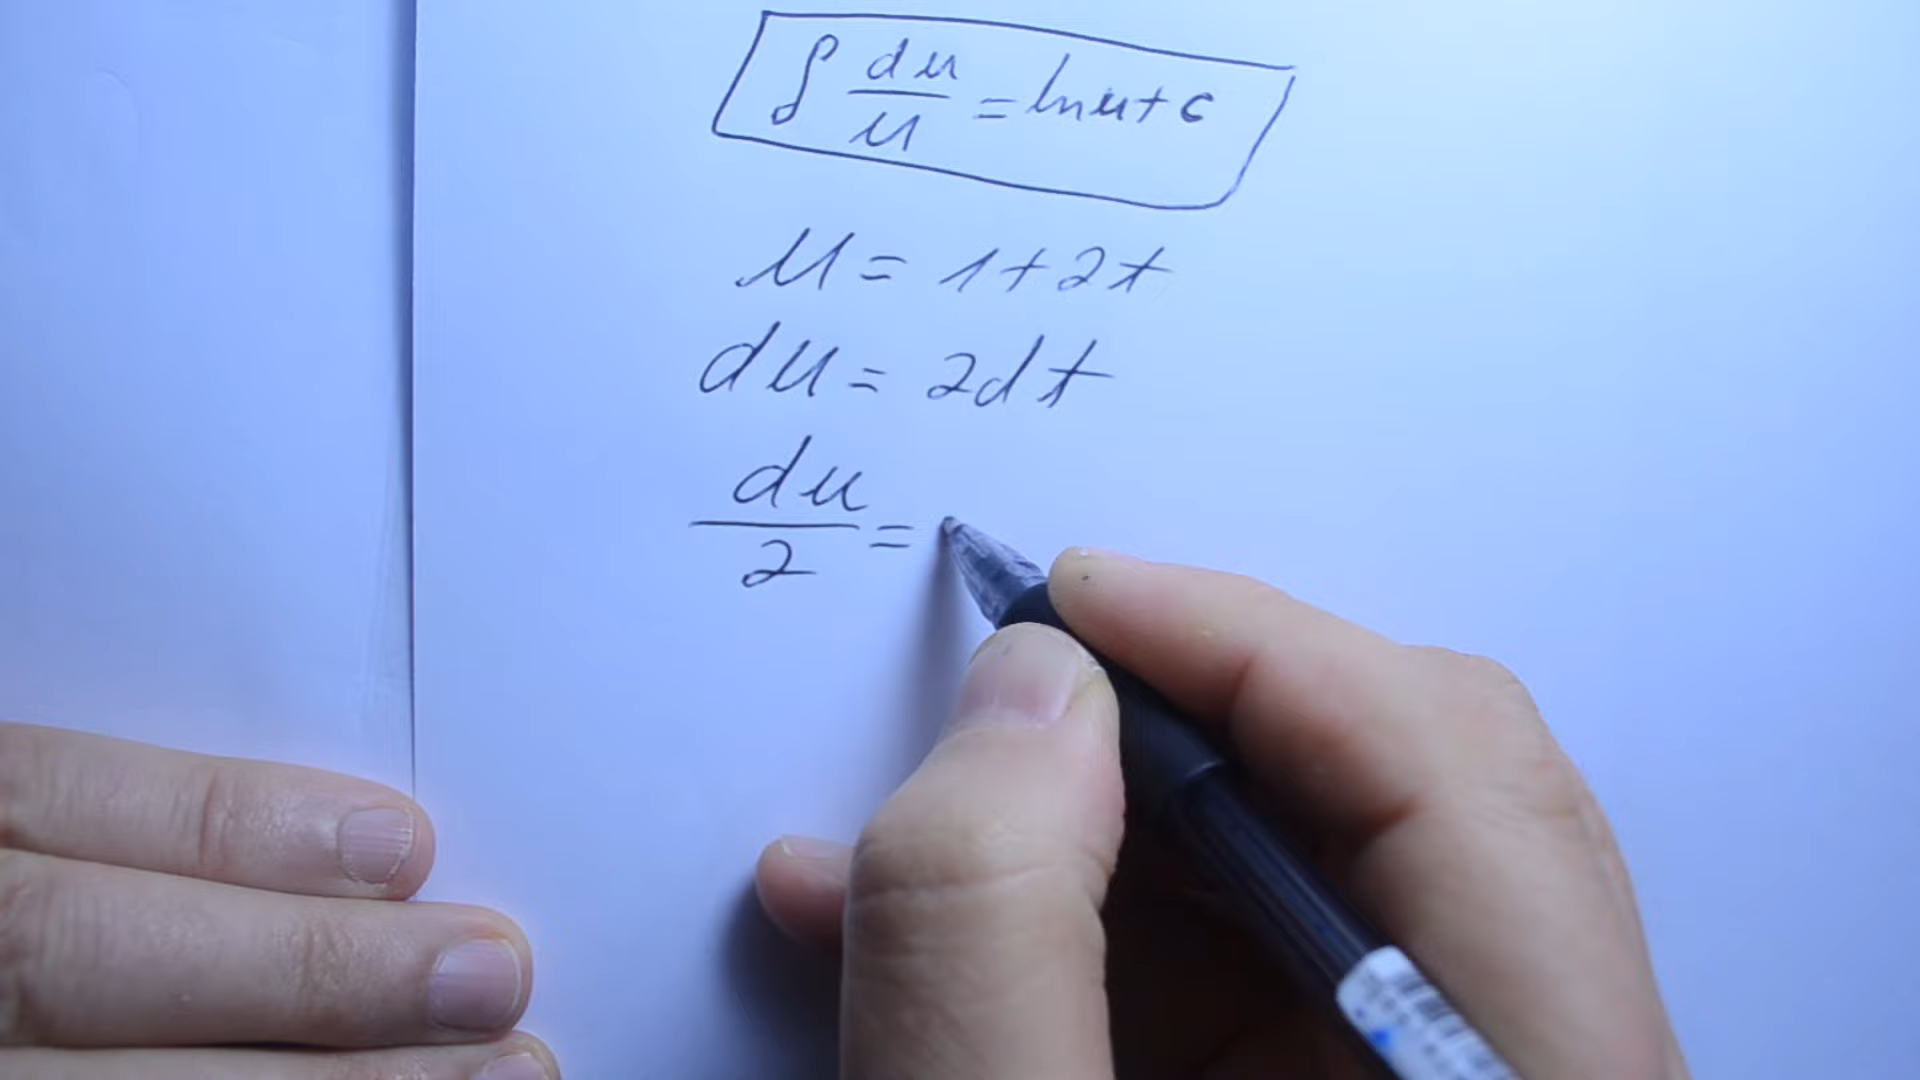 ∫ du/u = ln u + c
u = 1+2t
du = 2dt
du/2 =